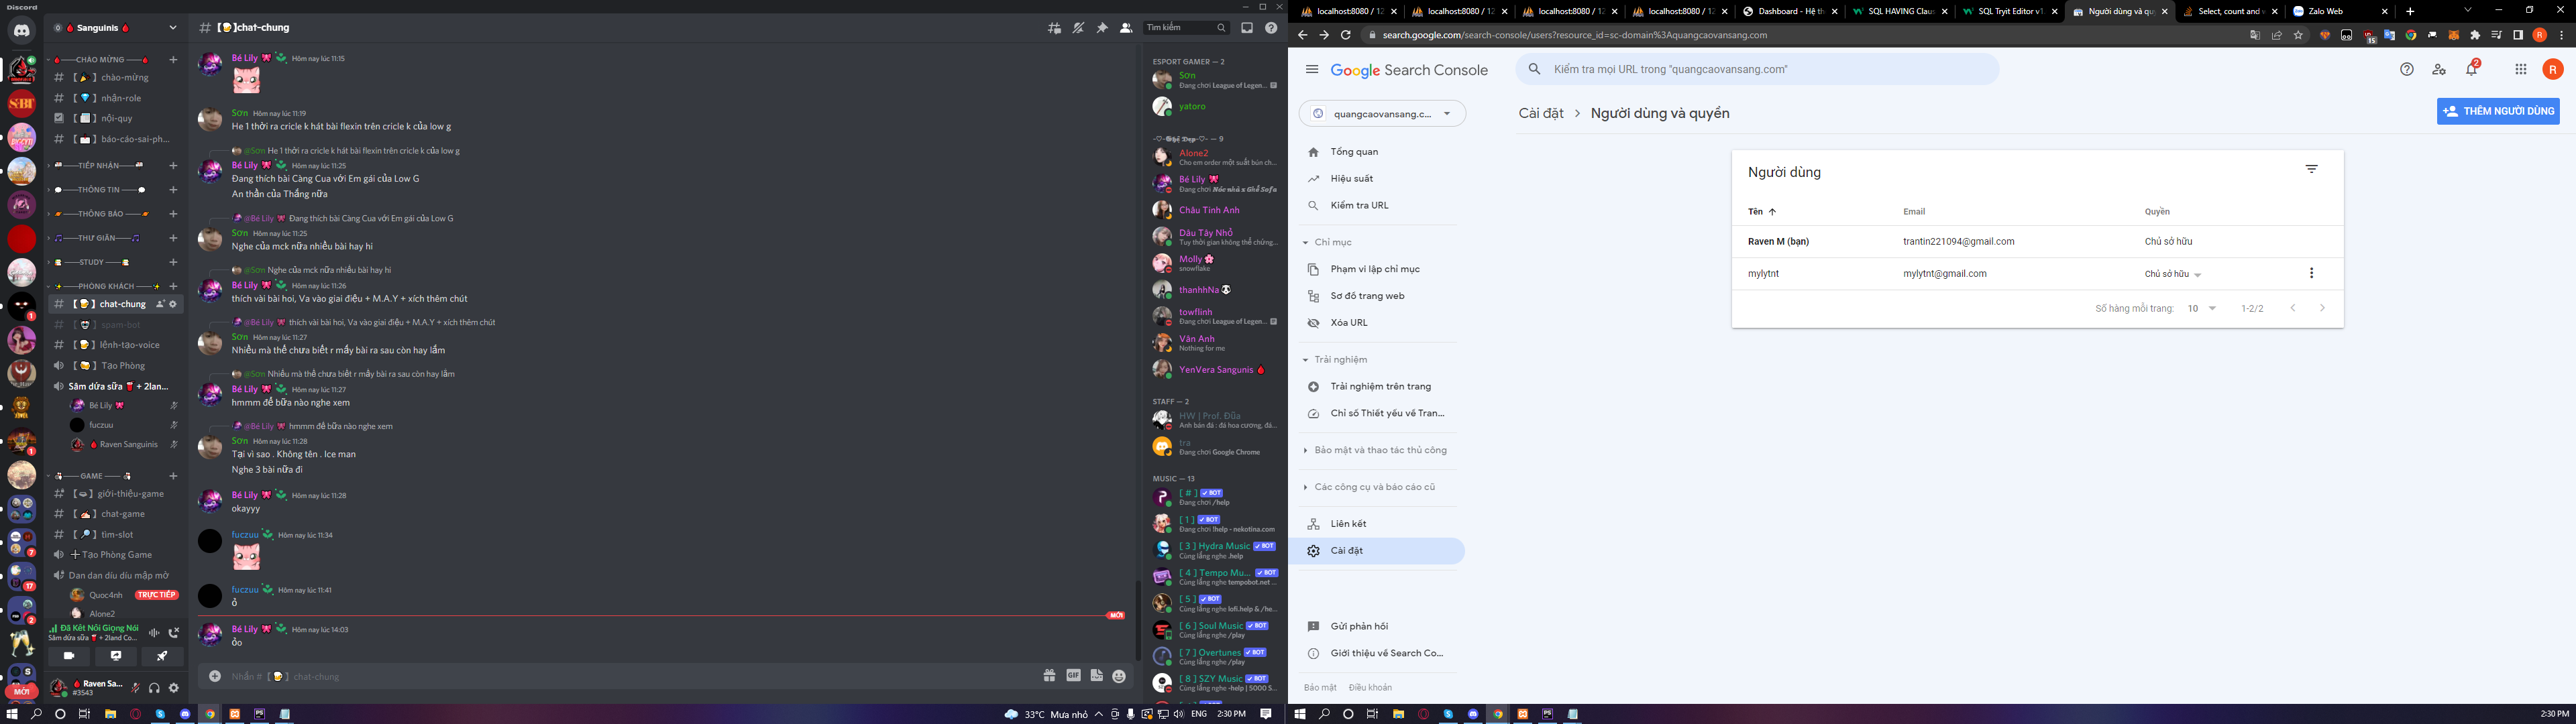 Discord
Sanguinis
CHÀO MỪNG
chào-mừng
nhận-role
nội-quy
báo-cáo-sai-ph...
TIẾP NHẬN
THÔNG TIN
THÔNG BÁO
THƯ GIÃN
STUDY
PHÒNG KHÁCH
chat-chung
spam-bot
lệnh-tạo-voice
Tạo Phòng
Sâm dứa sữa + 2lan...
Bé Lily
fuczuu
Raven Sanguinis
GAME
giới-thiệu-game
chat-game
tìm-slot
Tạo Phòng Game
Dan dan díu díu mập mờ
Quoc4nh TRỰC TIẾP
Alone2
Đã Kết Nối Giọng Nói
Sâm dứa sữa + 2land Co...
Raven Sa...
#3543
MỚI
# [🍺]chat-chung
Tìm kiếm
Bé Lily Hôm nay lúc 11:15
Sơn Hôm nay lúc 11:19
He 1 thời ra cricle k hát bài flexin trên cricle k của low g
@Sơn He 1 thời ra cricle k hát bài flexin trên cricle k của low g
Bé Lily Hôm nay lúc 11:25
Đang thích bài Càng Cua với Em gái của Low G
An thần của Thắng nữa
@Bé Lily Đang thích bài Càng Cua với Em gái của Low G
Sơn Hôm nay lúc 11:25
Nghe của mck nữa nhiều bài hay hi
@Sơn Nghe của mck nữa nhiều bài hay hi
Bé Lily Hôm nay lúc 11:26
thích vài bài hoi, Va vào giai điệu + M.A.Y + xích thêm chút
@Bé Lily thích vài bài hoi, Va vào giai điệu + M.A.Y + xích thêm chút
Sơn Hôm nay lúc 11:27
Nhiều mà thế chưa biết r mấy bài ra sau còn hay lắm
@Sơn Nhiều mà thế chưa biết r mấy bài ra sau còn hay lắm
Bé Lily Hôm nay lúc 11:27
hmmm để bữa nào nghe xem
@Bé Lily hmmm để bữa nào nghe xem
Sơn Hôm nay lúc 11:28
Tại vì sao . Không tên . Ice man
Nghe 3 bài nữa đi
Bé Lily Hôm nay lúc 11:28
okayyy
fuczuu Hôm nay lúc 11:34
fuczuu Hôm nay lúc 11:41
ỏ
MỚI
Bé Lily Hôm nay lúc 14:03
ỏo
Nhắn # [🍺] chat-chung
GIF
ESPORT GAMER — 2
Sơn
Đang chơi League of Legen...
yatoro
— 9
Alone2
Cho em order một suất bún ch...
Bé Lily
Đang chơi Nóc nhà x Ghế Sofa
Châu Tinh Anh
Dâu Tây Nhỏ
Tuy thời gian không thể chứng...
Molly
snowflake
thanhhNa
towflinh
Đang chơi League of Legen...
Vân Anh
Nothing for me
YenVera Sangunis
STAFF — 2
HW | Prof. Đũa
Anh bán đá : đá hoa cương, đá...
tra
Đang chơi Google Chrome
MUSIC — 13
[ # ] BOT
Đang chơi /help
[ 1 ] BOT
Đang chơi !help - nekotina.com
[ 3 ] Hydra Music BOT
Cùng lắng nghe .help
[ 4 ] Tempo Mu... BOT
Cùng lắng nghe tempobot.net ...
[ 5 ] BOT
Cùng lắng nghe lofi.help & /he...
[ 6 ] Soul Music BOT
Cùng lắng nghe /play
[ 7 ] Overtunes BOT
Cùng lắng nghe /play
[ 8 ] SZY Music BOT
Cùng lắng nghe -help | 5000 S...
33°C Mưa nhỏ ENG 2:30 PM
localhost:8080 / 12 localhost:8080 / 12 localhost:8080 / 12 localhost:8080 / 12 Dashboard - Hệ th SQL HAVING Claus SQL Tryit Editor v1 Người dùng và qu Select, count and w Zalo Web
search.google.com/search-console/users?resource_id=sc-domain%3Aquangcaovansang.com
Google Search Console
Kiểm tra mọi URL trong "quangcaovansang.com"
2
R
quangcaovansang.c...
Cài đặt > Người dùng và quyền
THÊM NGƯỜI DÙNG
Tổng quan
Hiệu suất
Kiểm tra URL
Chỉ mục
Phạm vi lập chỉ mục
Sơ đồ trang web
Xóa URL
Trải nghiệm
Trải nghiệm trên trang
Chỉ số Thiết yếu về Tran...
Bảo mật và thao tác thủ công
Các công cụ và báo cáo cũ
Liên kết
Cài đặt
Gửi phản hồi
Giới thiệu về Search Co...
Bảo mật Điều khoản
Người dùng
Tên Email Quyền
Raven M (bạn) trantin221094@gmail.com Chủ sở hữu
mylytnt mylytnt@gmail.com Chủ sở hữu
Số hàng mỗi trang: 10 1-2/2
2:30 PM